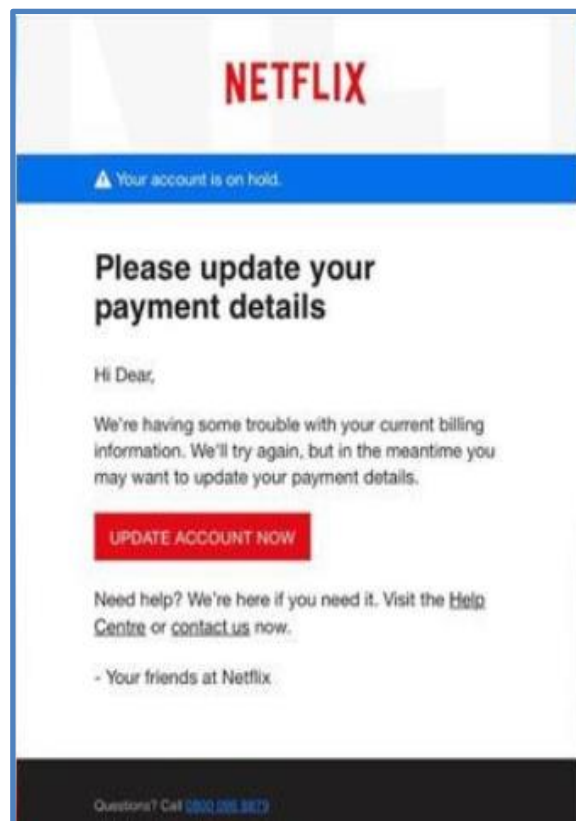 NETFLIX
Your account is on hold.
Please update your
payment details
Hi Dear,
We're having some trouble with your current billing
information. We'll try again, but in the meantime you
may want to update your payment details.
UPDATE ACCOUNT NOW
Need help? We're here if you need it. Visit the Help
Centre or contact us now.
- Your friends at Netflix
Questions? Call